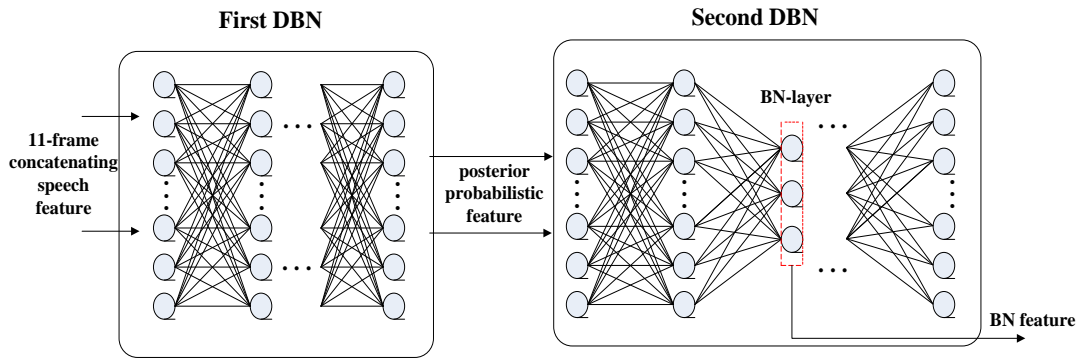 First DBN
Second DBN
11-frame
concatenating
speech
feature
posterior
probabilistic
feature
BN-layer
BN feature